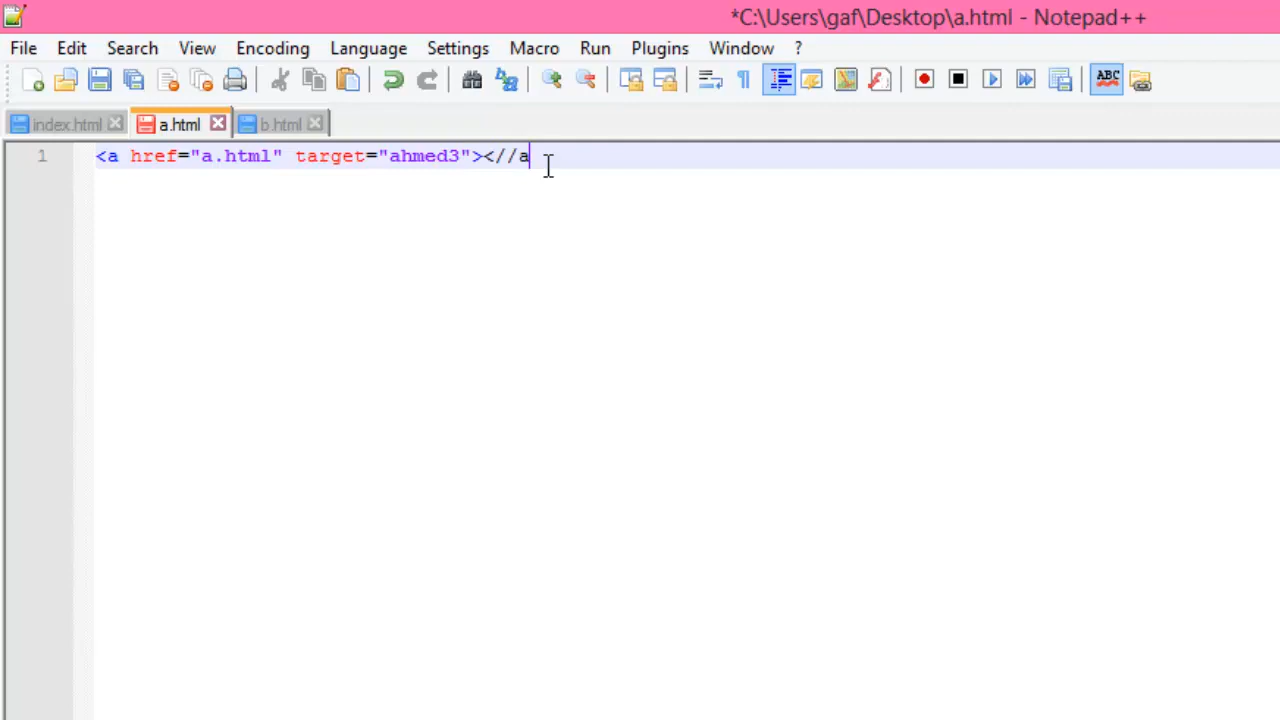 *C:\Users\gaf\Desktop\a.html - Notepad++
File Edit Search View Encoding Language Settings Macro Run Plugins Window ?
ABC
index.html a.html b.html
1 <a href="a.html" target="ahmed3"><//a